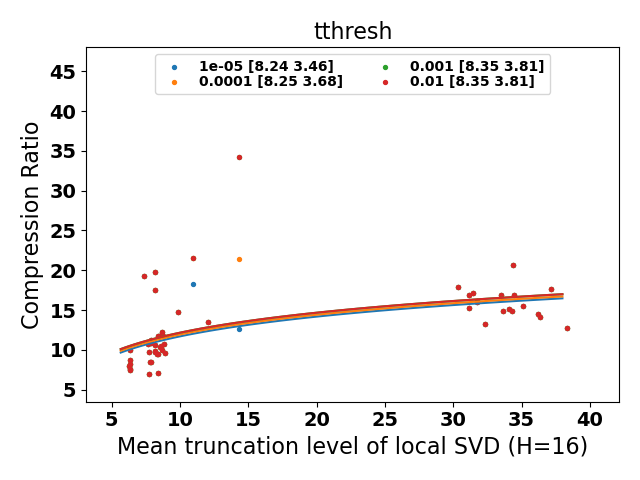 tthresh
1e-05 [8.24 3.46]
0.0001 [8.25 3.68]
0.001 [8.35 3.81]
0.01 [8.35 3.81]
Compression Ratio
45
40
35
30
25
20
15
10
5
5 10 15 20 25 30 35 40
Mean truncation level of local SVD (H=16)